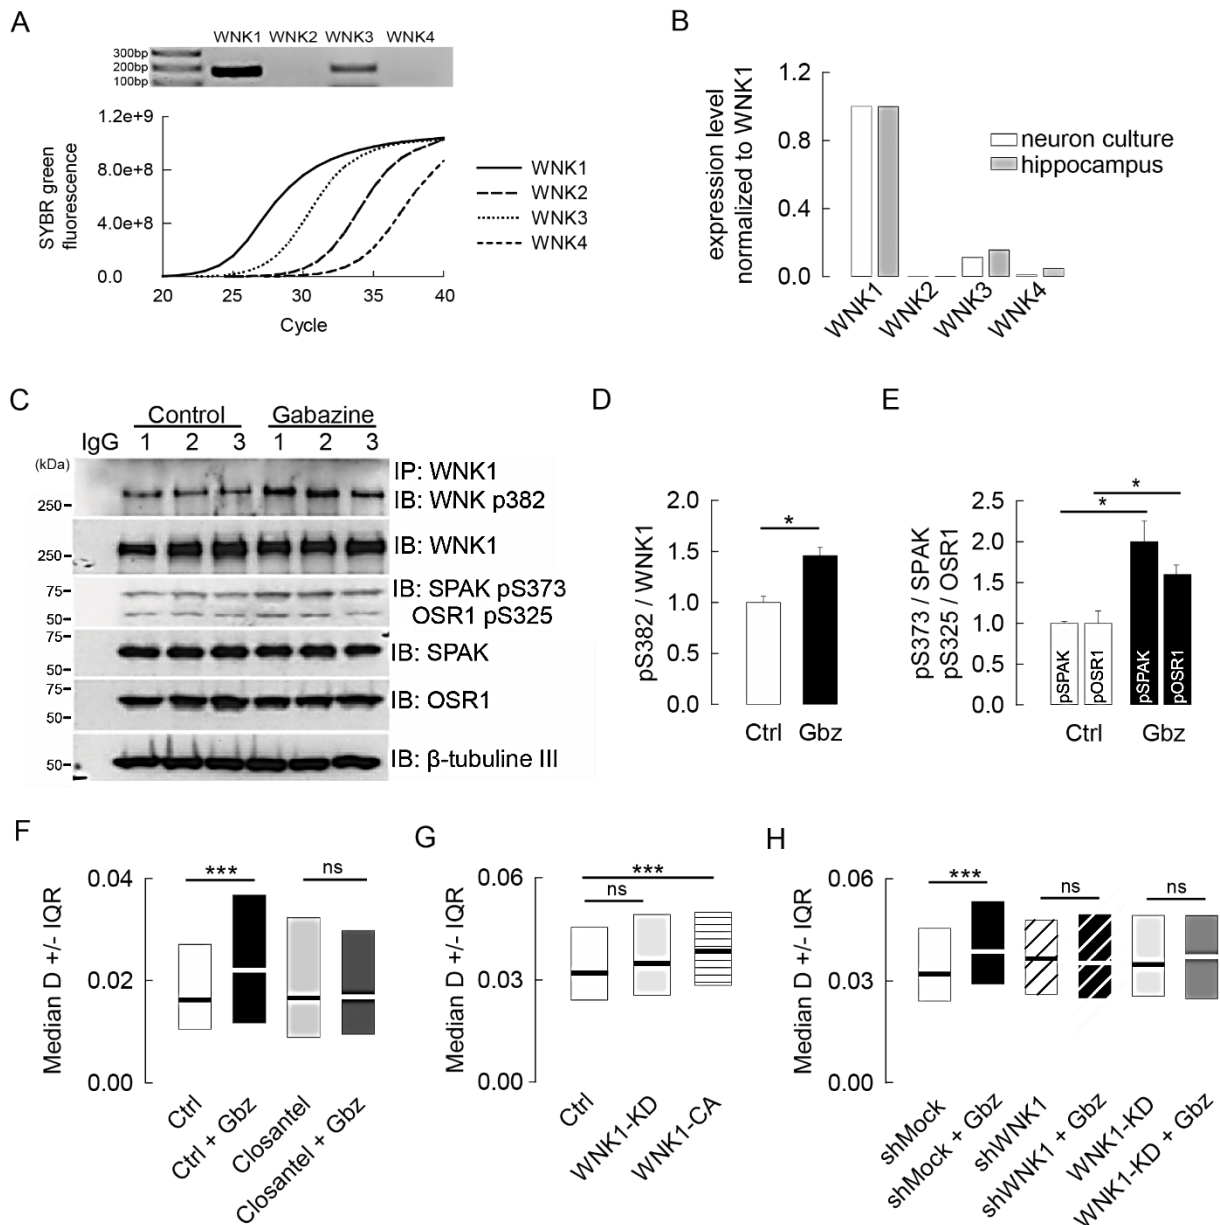 A
WNK1 WNK2 WNK3 WNK4
300bp
200bp
100bp
1.2e+9
8.0e+8
4.0e+8
0.0
SYBR green
fluorescence
20 25 30 35 40
Cycle
WNK1
WNK2
WNK3
WNK4
B
expression level
normalized to WNK1
1.2
0.8
0.4
0.0
neuron culture
hippocampus
WNK1
WNK2
WNK3
WNK4
C
Control Gabazine
IgG 1 2 3 1 2 3
(kDa)
IP: WNK1
IB: WNK p382
250
IB: WNK1
250
75
IB: SPAK pS373
OSR1 pS325
50
75
IB: SPAK
50
75
IB: OSR1
50
IB: β-tubuline III
50
D
pS382 / WNK1
2.0
1.5
1.0
0.5
0.0
*
Ctrl Gbz
E
pS373 / SPAK
pS325 / OSR1
2.5
2.0
1.5
1.0
0.5
0.0
*
*
pSPAK
pOSR1
pSPAK
pOSR1
Ctrl Gbz
F
Median D +/- IQR
0.04
0.02
0.00
***
ns
Ctrl
Ctrl + Gbz
Closantel
Closantel + Gbz
G
Median D +/- IQR
0.06
0.03
0.00
***
ns
Ctrl
WNK1-KD
WNK1-CA
H
Median D +/- IQR
0.06
0.03
0.00
***
ns
ns
shMock
shMock + Gbz
shWNK1
shWNK1 + Gbz
WNK1-KD
WNK1-KD + Gbz